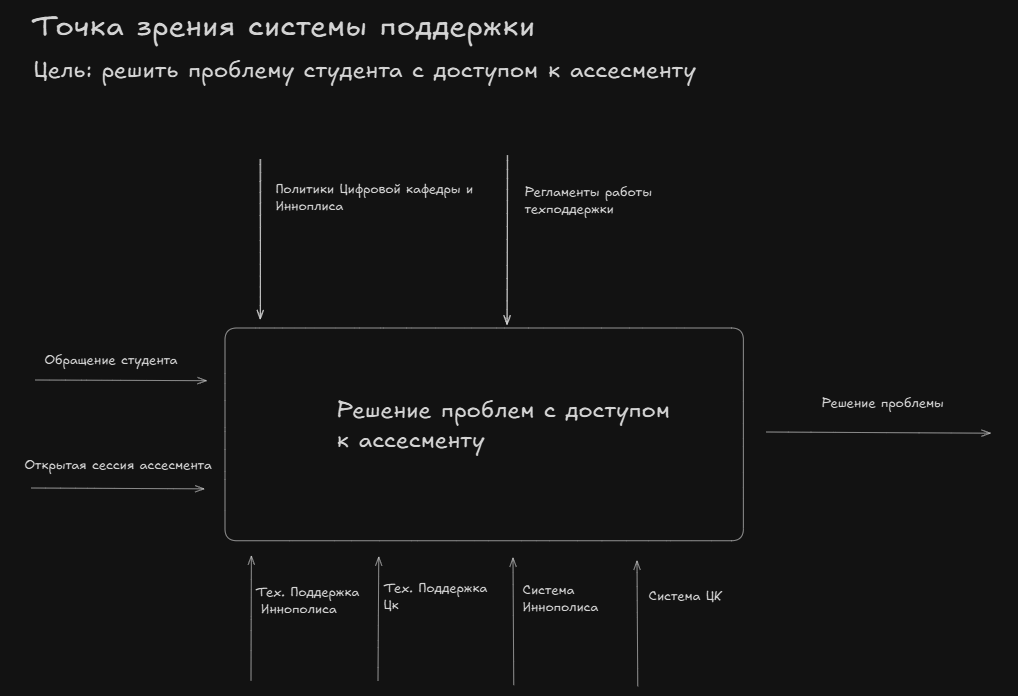 Точка зрения системы поддержки
Цель: решить проблему студента с доступом к ассесменту
Политики Цифровой кафедры и
Инноплиса
Регламенты работы
техподдержки
Обращение студента
Открытая сессия ассесмента
Решение проблем с доступом
к ассесменту
Решение проблемы
Тех. Поддержка
Иннополиса
Тех. Поддержка
Цк
Система
Иннополиса
Система ЦК